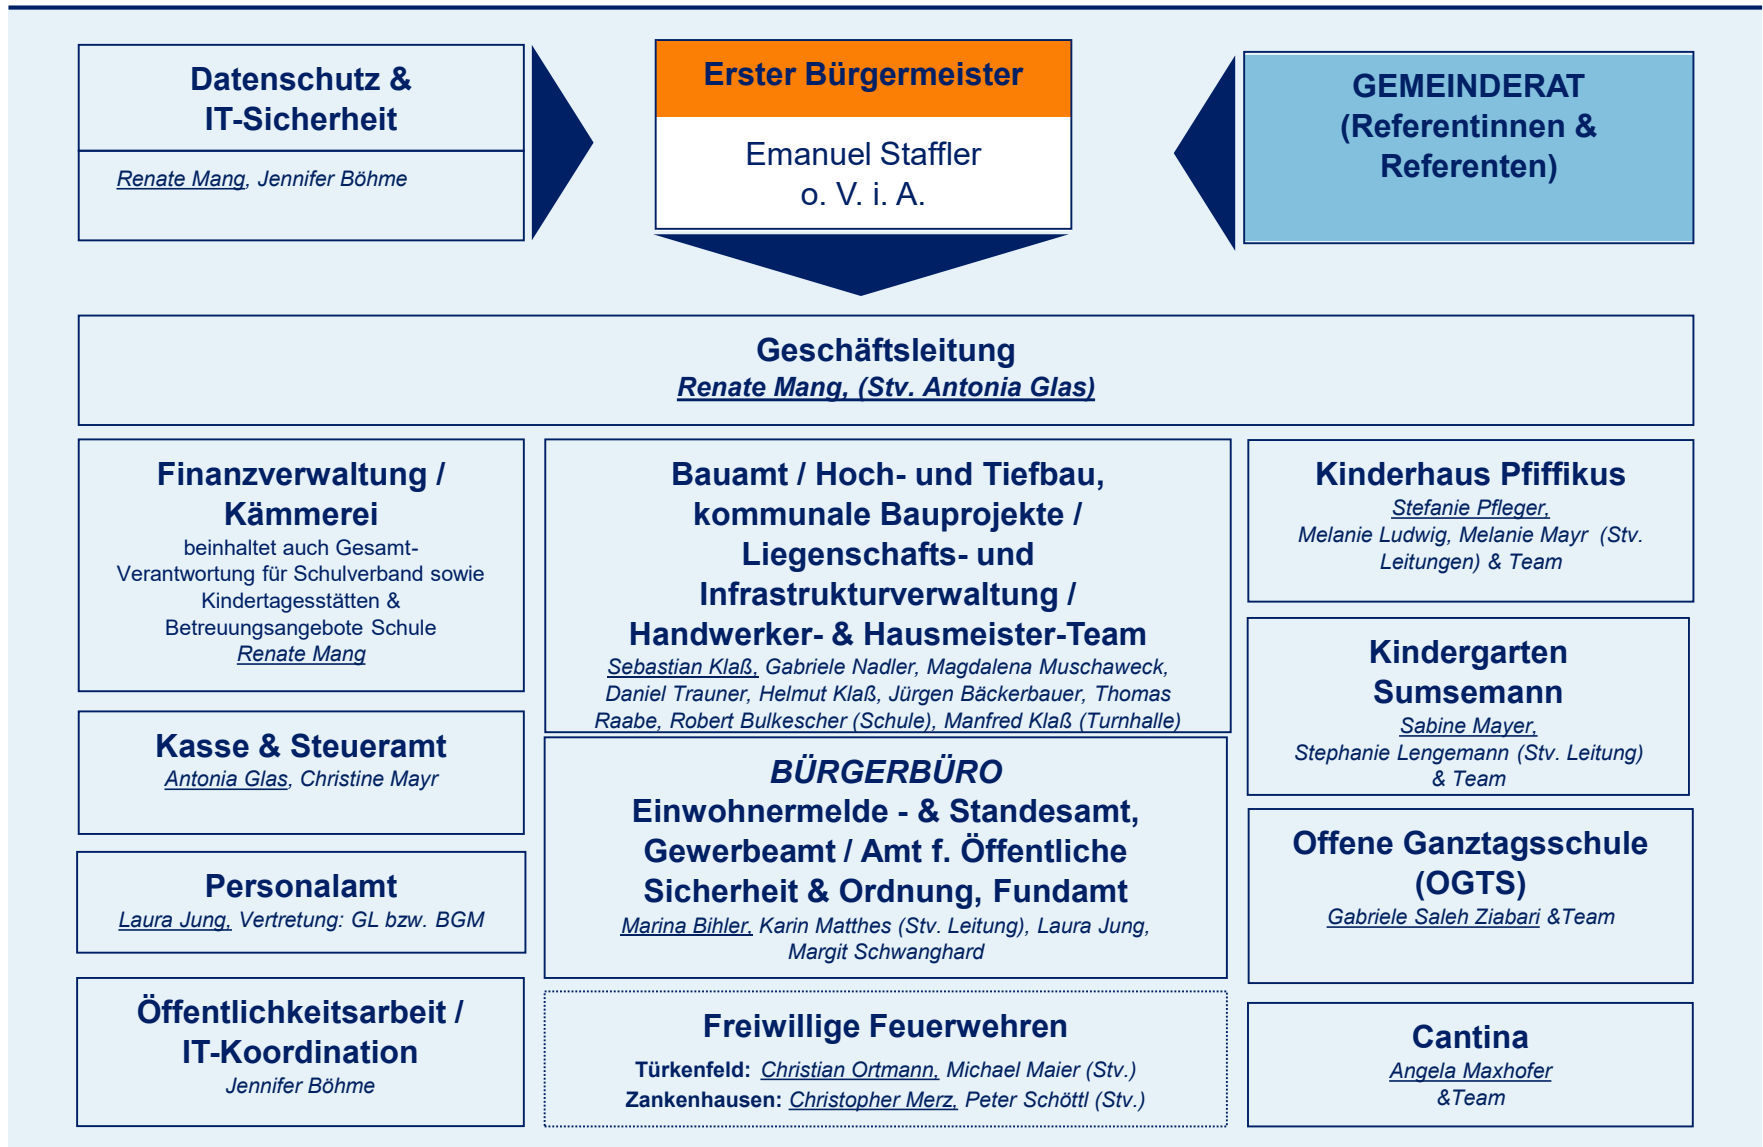 Datenschutz &
IT-Sicherheit
Renate Mang, Jennifer Böhme
Erster Bürgermeister
Emanuel Staffler
o. V. i. A.
GEMEINDERAT
(Referentinnen &
Referenten)
Geschäftsleitung
Renate Mang, (Stv. Antonia Glas)
Finanzverwaltung /
Kämmerei
beinhaltet auch Gesamt-
Verantwortung für Schulverband sowie
Kindertagesstätten &
Betreuungsangebote Schule
Renate Mang
Kasse & Steueramt
Antonia Glas, Christine Mayr
Personalamt
Laura Jung, Vertretung: GL bzw. BGM
Öffentlichkeitsarbeit /
IT-Koordination
Jennifer Böhme
Bauamt / Hoch- und Tiefbau,
kommunale Bauprojekte /
Liegenschafts- und
Infrastrukturverwaltung /
Handwerker- & Hausmeister-Team
Sebastian Klaß, Gabriele Nadler, Magdalena Muschaweck,
Daniel Trauner, Helmut Klaß, Jürgen Bäckerbauer, Thomas
Raabe, Robert Bulkescher (Schule), Manfred Klaß (Turnhalle)
BÜRGERBÜRO
Einwohnermelde - & Standesamt,
Gewerbeamt / Amt f. Öffentliche
Sicherheit & Ordnung, Fundamt
Marina Bihler, Karin Matthes (Stv. Leitung), Laura Jung,
Margit Schwanghard
Freiwillige Feuerwehren
Türkenfeld: Christian Ortmann, Michael Maier (Stv.)
Zankenhausen: Christopher Merz, Peter Schöttl (Stv.)
Kinderhaus Pfiffikus
Stefanie Pfleger,
Melanie Ludwig, Melanie Mayr (Stv.
Leitungen) & Team
Kindergarten
Sumsemann
Sabine Mayer,
Stephanie Lengemann (Stv. Leitung)
& Team
Offene Ganztagsschule
(OGTS)
Gabriele Saleh Ziabari &Team
Cantina
Angela Maxhofer
&Team